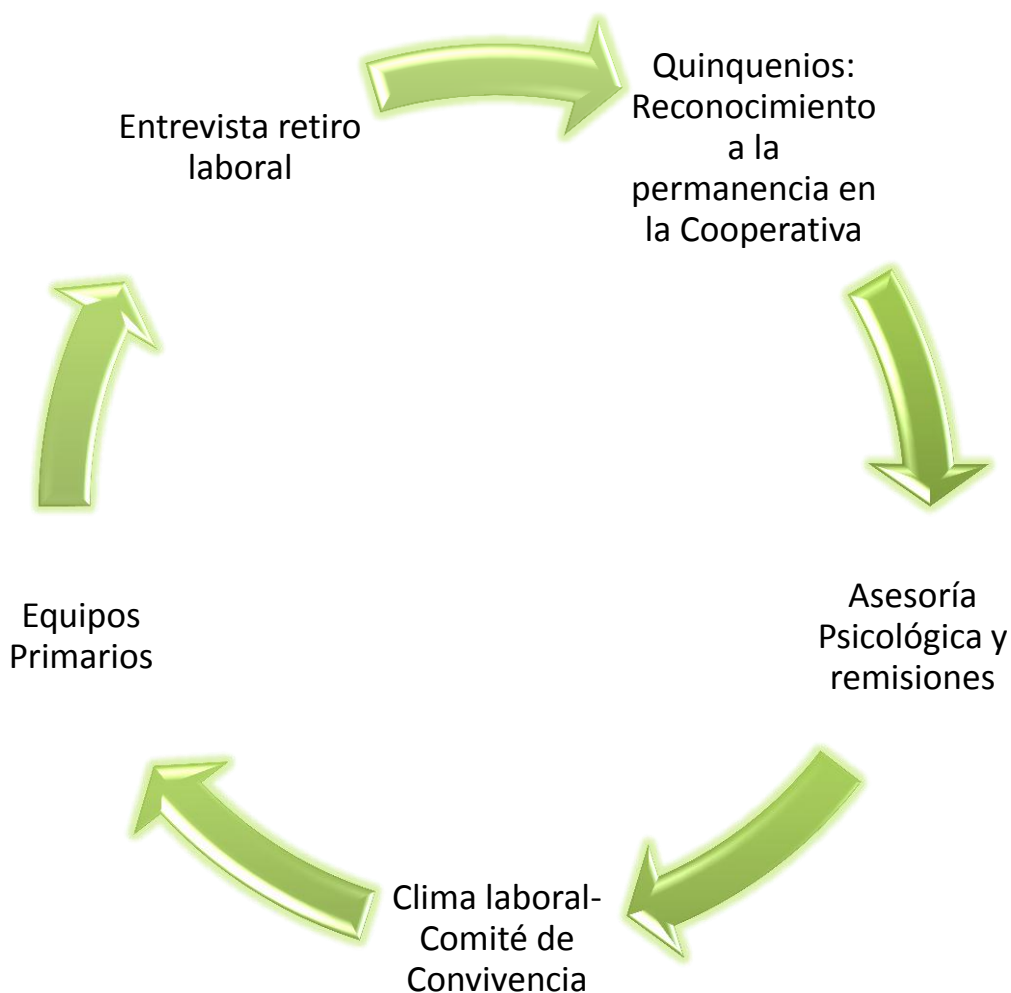 Entrevista retiro
laboral
Quinquenios:
Reconocimiento
a la
permanencia en
la Cooperativa
Asesoría
Psicológica y
remisiones
Clima laboral-
Comité de
Convivencia
Equipos
Primarios